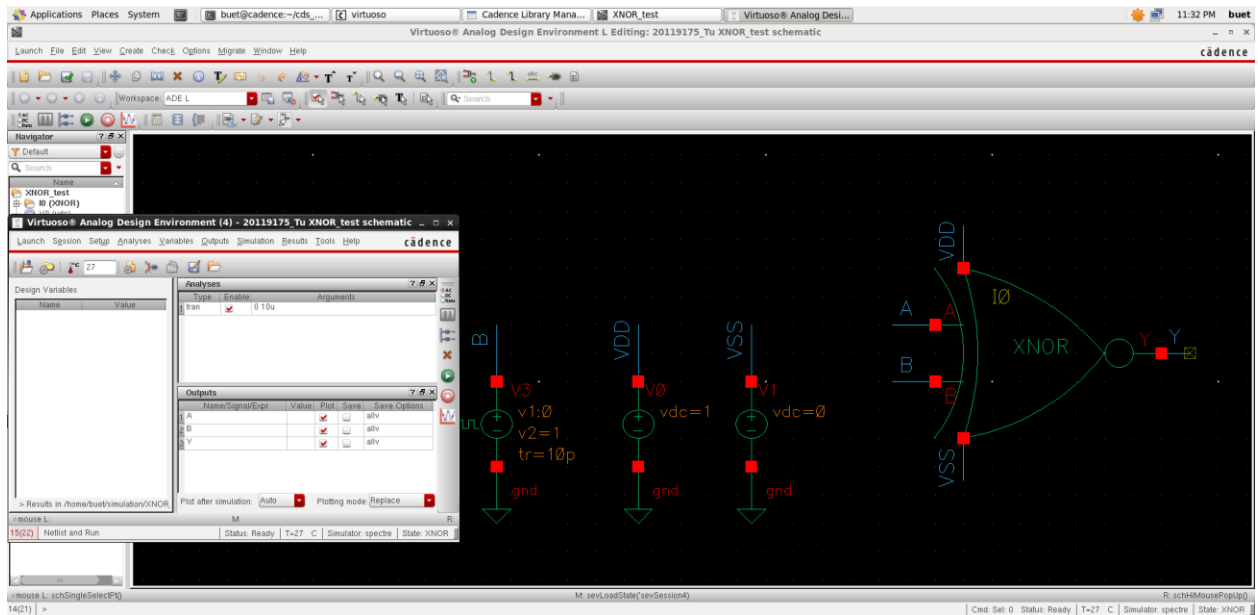 Applications Places System buet@cadence:~/cds_... virtuoso Cadence Library Mana... XNOR_test Virtuoso® Analog Desi... 11:32 PM buet
Virtuoso® Analog Design Environment L Editing: 20119175_Tu XNOR_test schematic
Launch File Edit View Create Check Options Migrate Window Help cādence
Workspace: ADE L Search
Navigator
Default
Search
Name
XNOR_test
I0 (XNOR)
Virtuoso® Analog Design Environment (4) - 20119175_Tu XNOR_test schematic
Launch Session Setup Analyses Variables Outputs Simulation Results Tools Help cādence
27
Design Variables
Name Value
Analyses
Type Enable Arguments
1 tran 0 10u
Outputs
Name/Signal/Expr Value Plot Save Save Options
1 A allv
2 B allv
3 Y allv
> Results in /home/buet/simulation/XNOR
Plot after simulation: Auto Plotting mode: Replace
mouse L: M: R:
15(22) Netlist and Run Status: Ready T=27 C Simulator: spectre State: XNOR
B
V3
v1:0
v2=1
tr=10p
gnd
VDD
V0
vdc=1
gnd
VSS
V1
vdc=0
gnd
VDD
I0
A A
XNOR
Y Y
B B
VSS
mouse L: schSingleSelectPt() M: sevLoadState('sevSession4) R: schHiMousePopUp()
14(21) > Cmd: Sel: 0 Status: Ready T=27 C Simulator: spectre State: XNOR